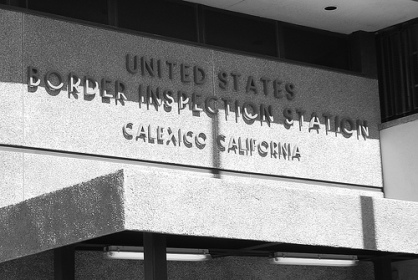 UNITED STATES
BORDER INSPECTION STATION
CALEXICO CALIFORNIA